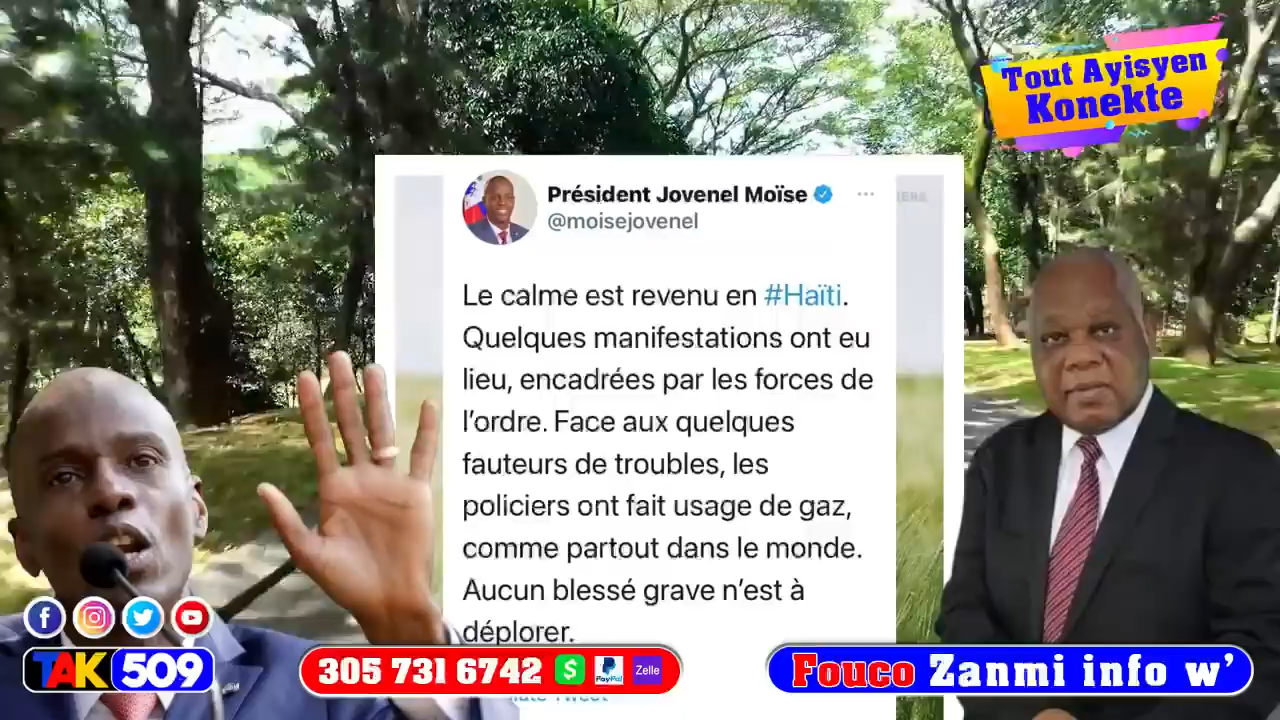 Tout Ayisyen
Konekte
Président Jovenel Moïse
@moisejovenel
Le calme est revenu en #Haïti.
Quelques manifestations ont eu
lieu, encadrées par les forces de
l'ordre. Face aux quelques
fauteurs de troubles, les
policiers ont fait usage de gaz,
comme partout dans le monde.
Aucun blessé grave n'est à
déplorer.
TAK 509
305 731 6742 $ PayPal Zelle
Fouco Zanmi info w'
Tweet